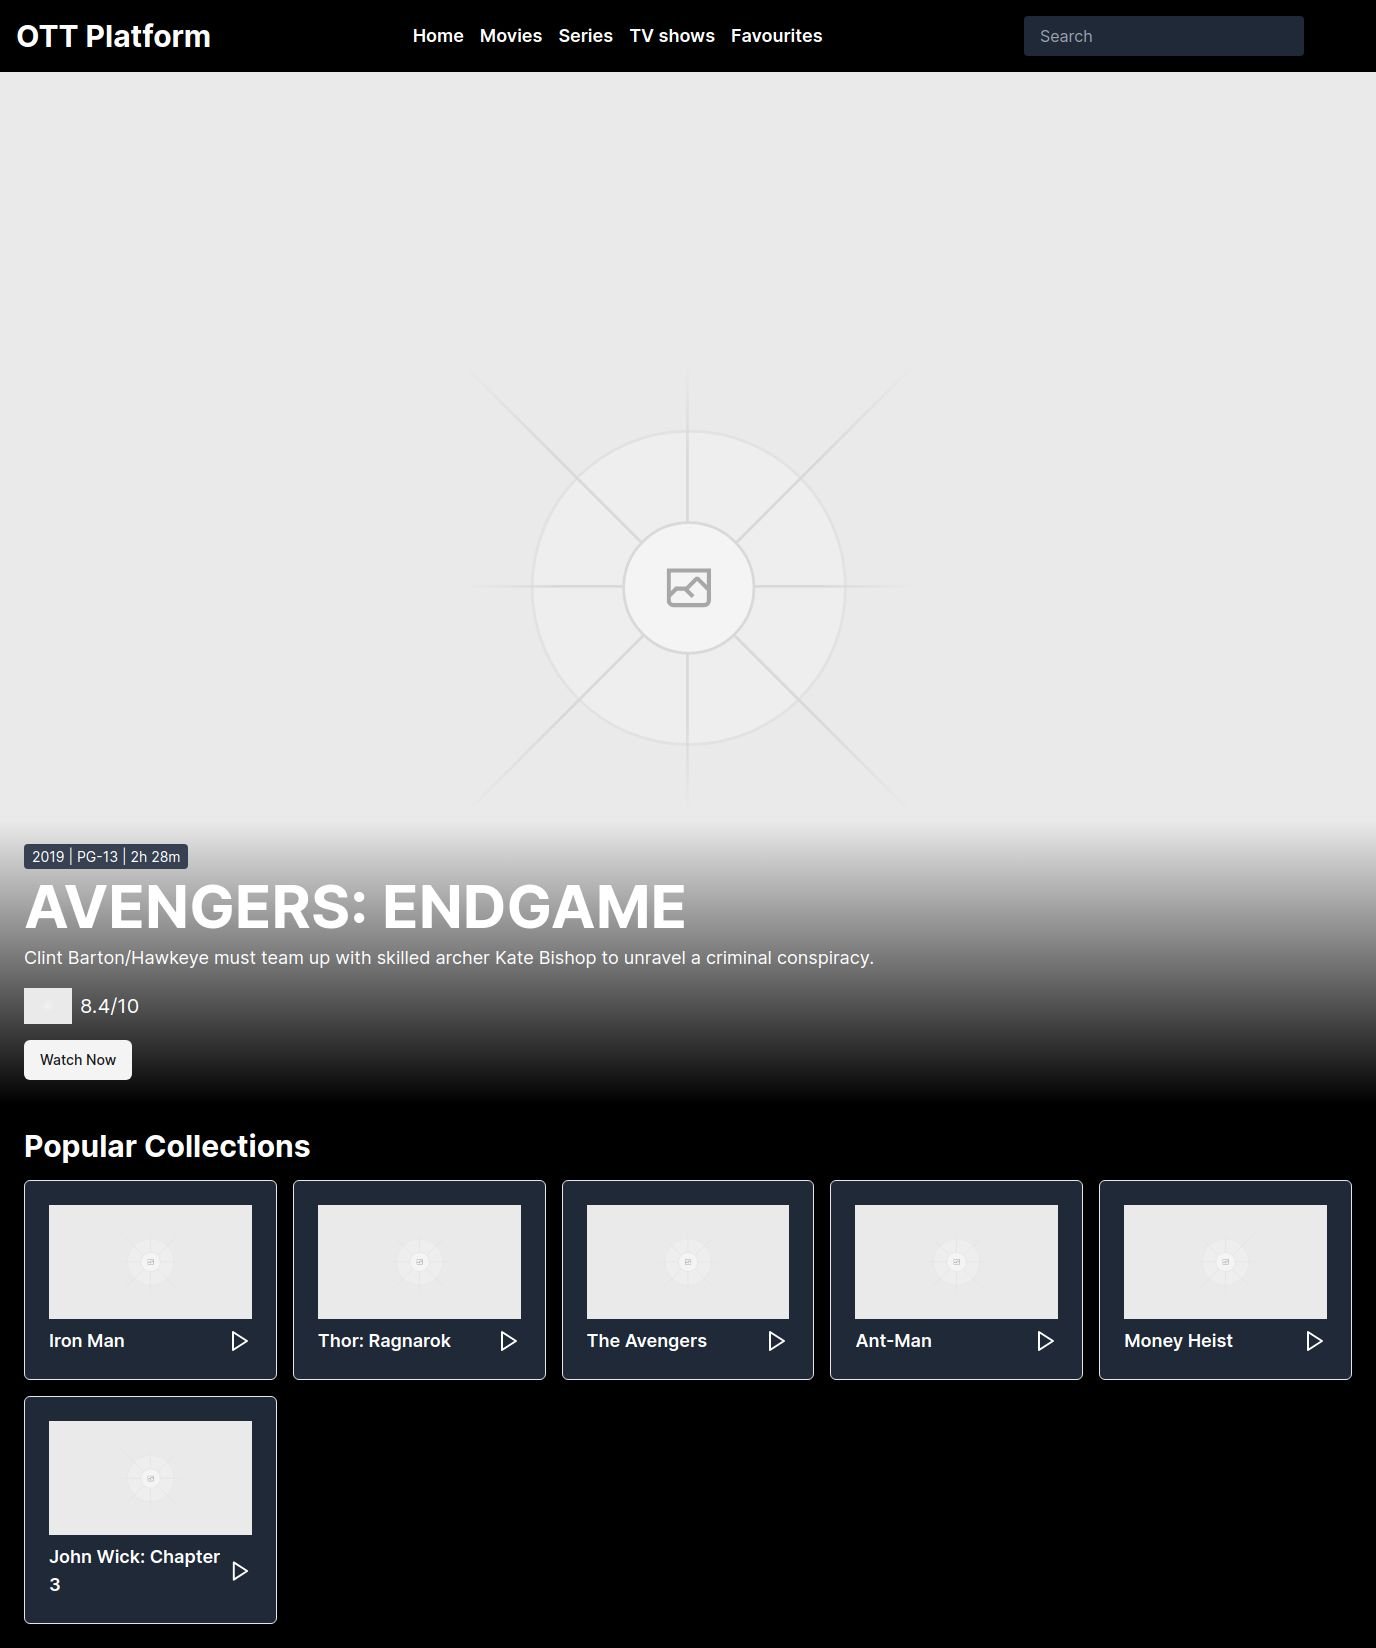 OTT Platform
Home Movies Series TV shows Favourites
Search
2019 | PG-13 | 2h 28m
AVENGERS: ENDGAME
Clint Barton/Hawkeye must team up with skilled archer Kate Bishop to unravel a criminal conspiracy.
8.4/10
Watch Now
Popular Collections
Iron Man
Thor: Ragnarok
The Avengers
Ant-Man
Money Heist
John Wick: Chapter
3